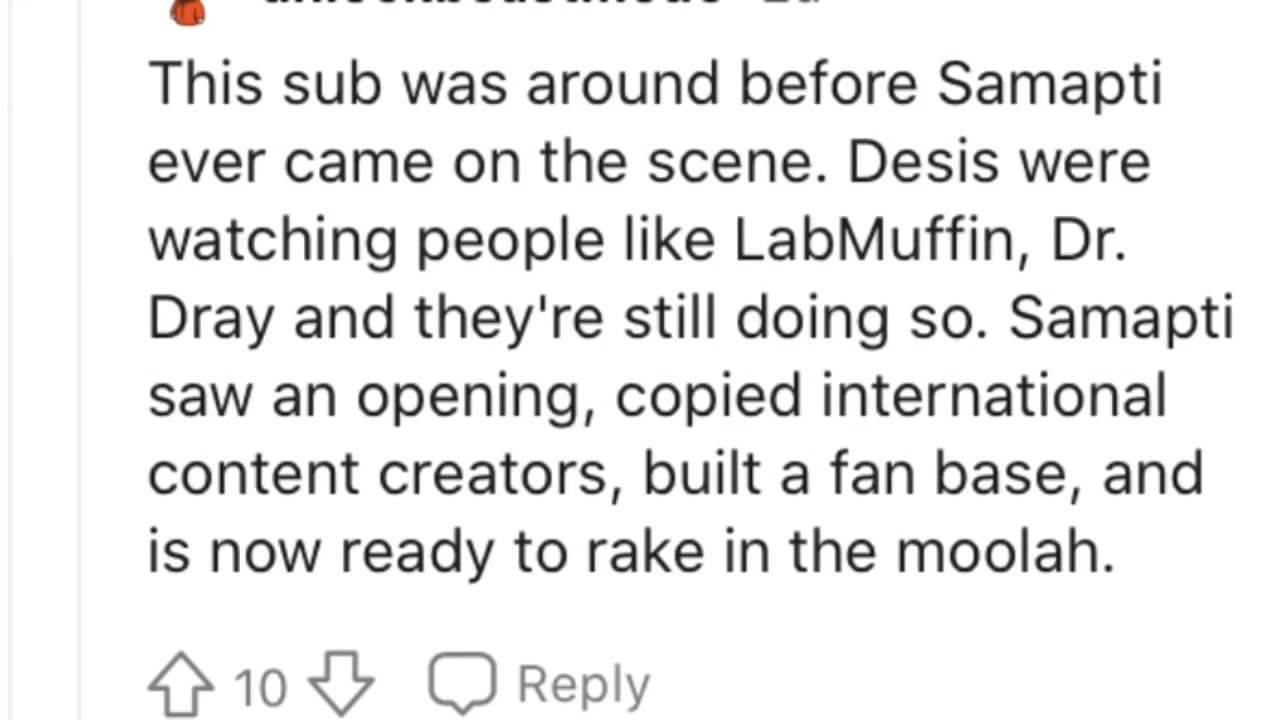 This sub was around before Samapti
ever came on the scene. Desis were
watching people like LabMuffin, Dr.
Dray and they're still doing so. Samapti
saw an opening, copied international
content creators, built a fan base, and
is now ready to rake in the moolah.
10 Reply